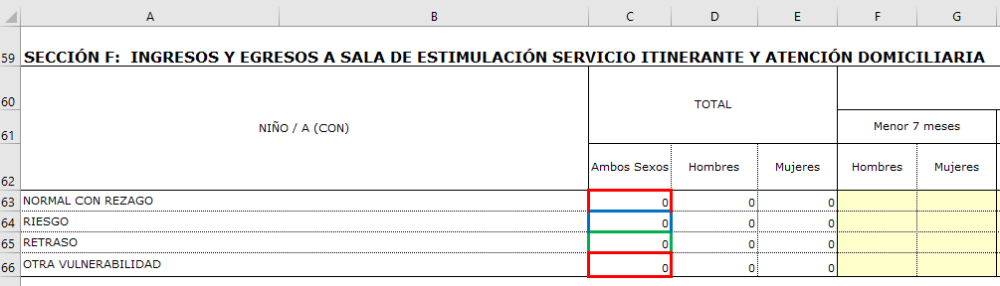 A B C D E F G
59 SECCIÓN F: INGRESOS Y EGRESOS A SALA DE ESTIMULACIÓN SERVICIO ITINERANTE Y ATENCIÓN DOMICILIARIA
60 TOTAL
61 NIÑO / A (CON) Menor 7 meses
62 Ambos Sexos Hombres Mujeres Hombres Mujeres
63 NORMAL CON REZAGO 0 0 0
64 RIESGO 0 0 0
65 RETRASO 0 0 0
66 OTRA VULNERABILIDAD 0 0 0